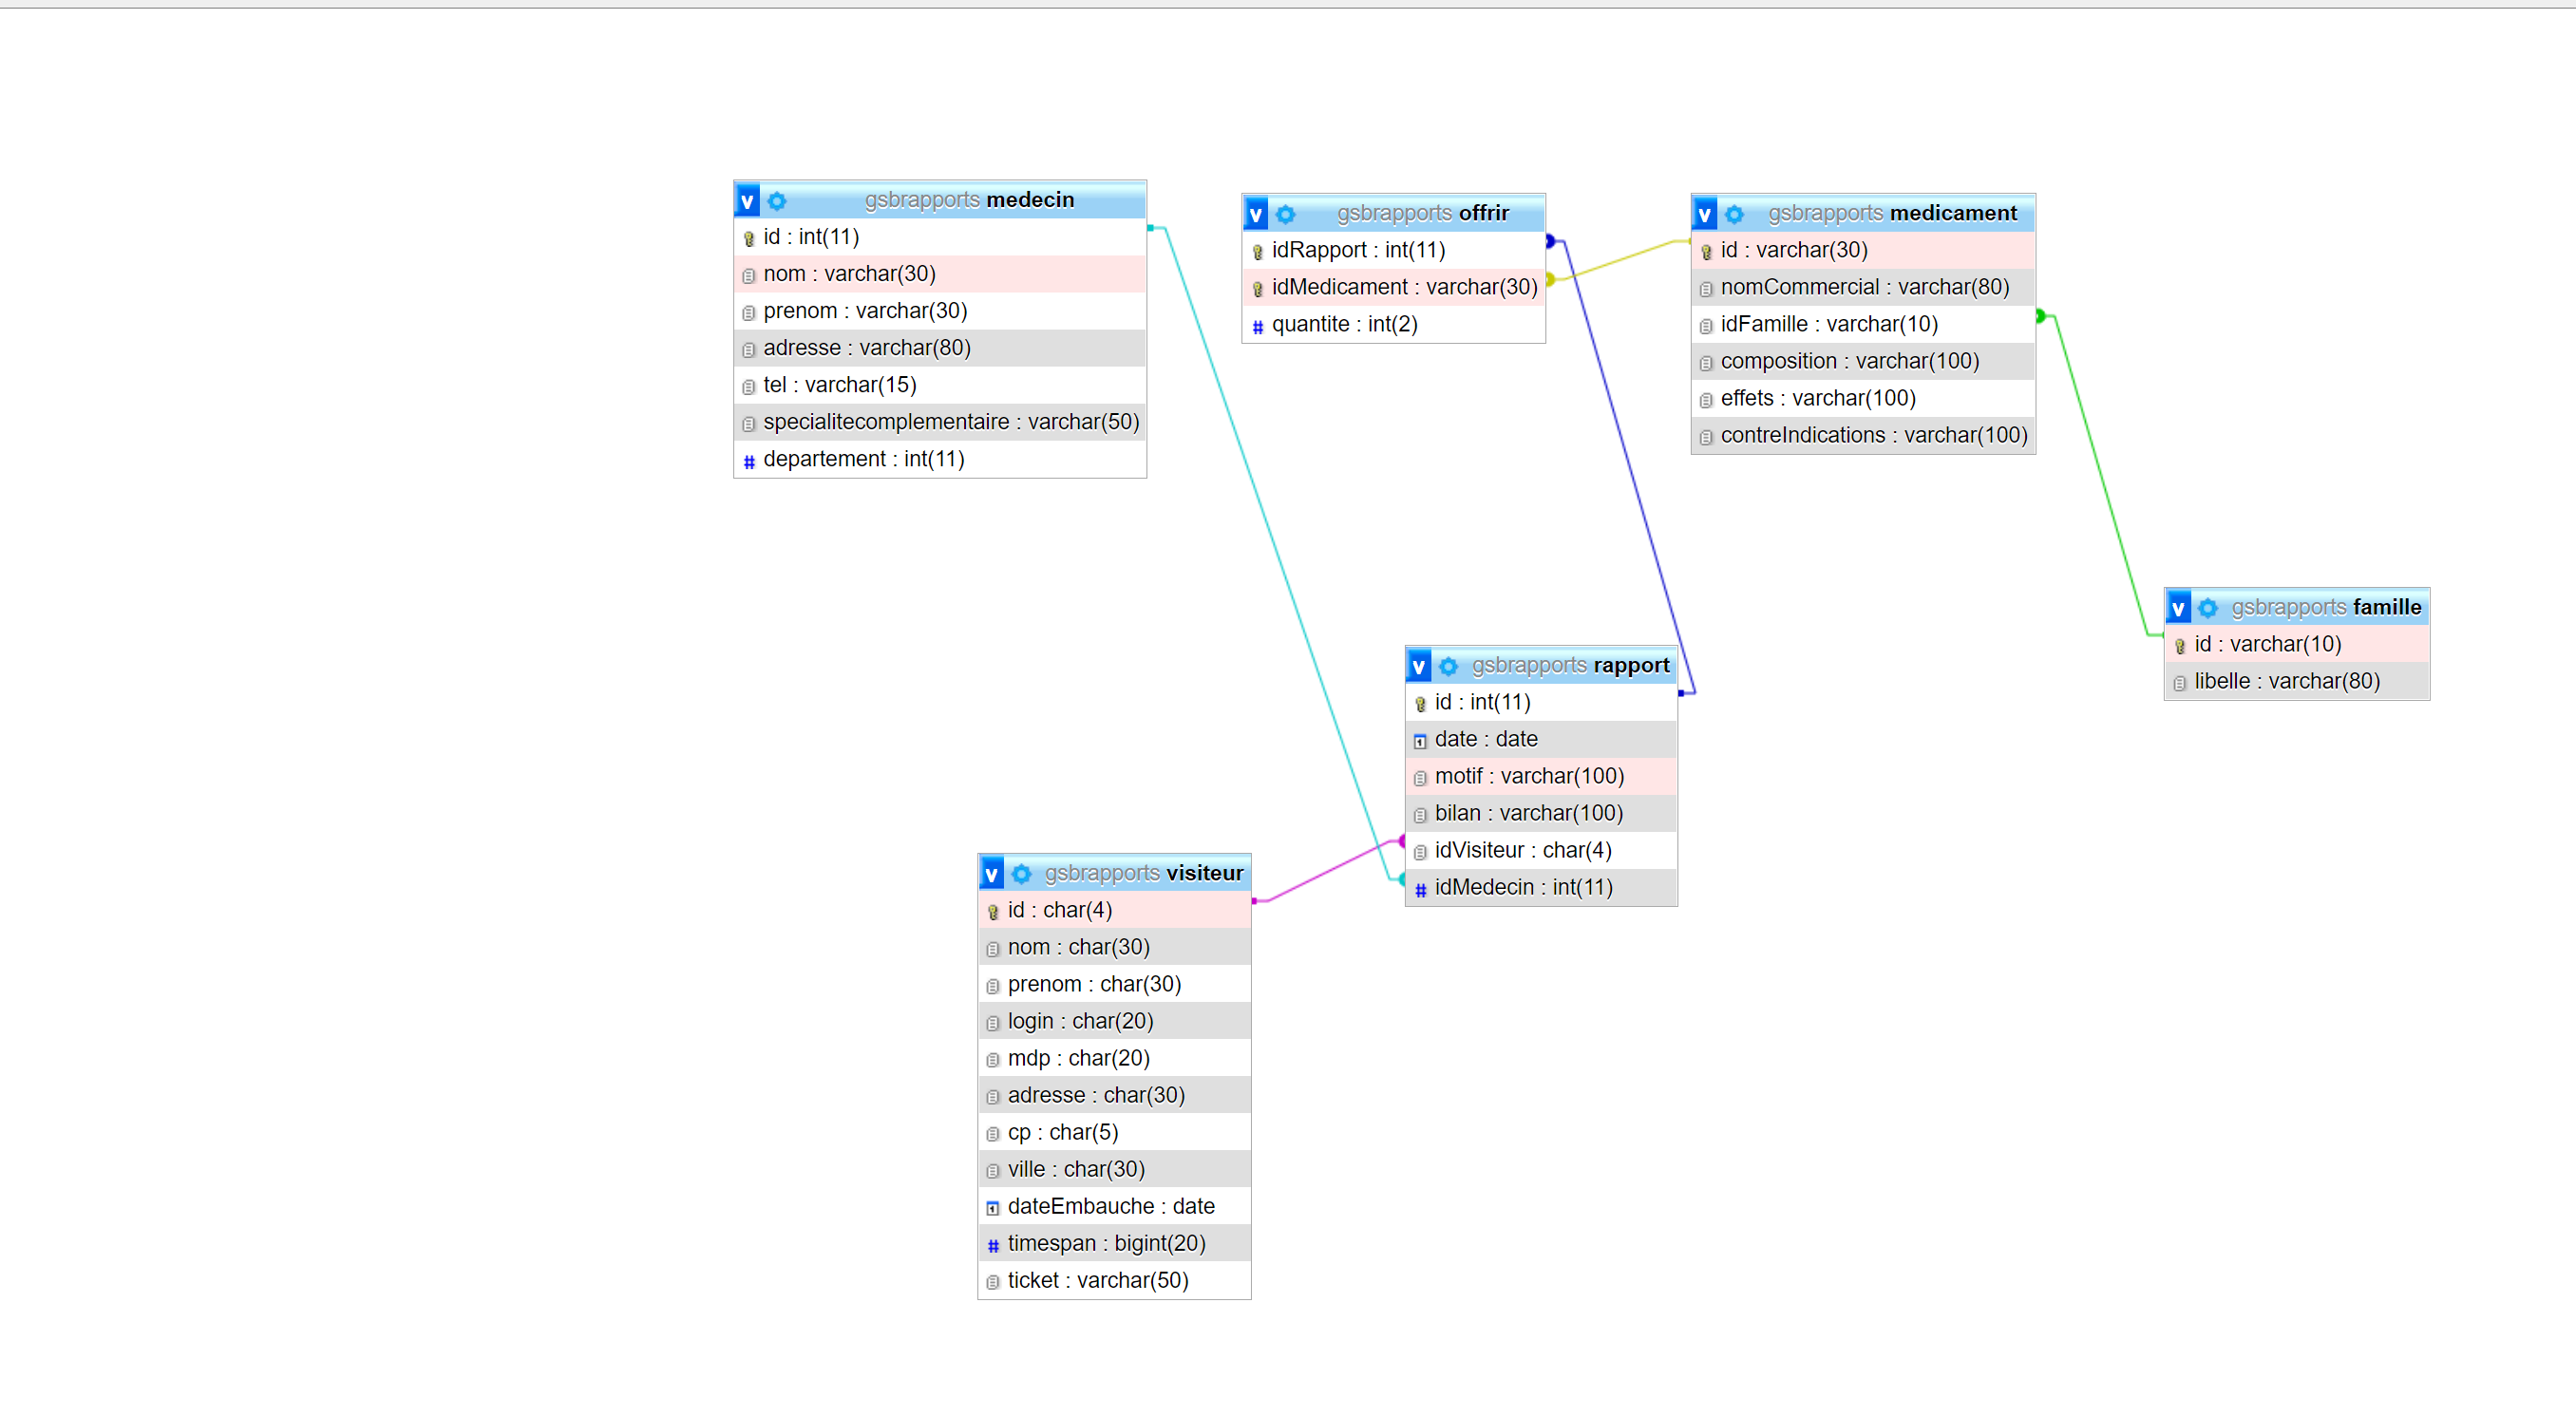 gsbrapports medecin
id : int(11)
nom : varchar(30)
prenom : varchar(30)
adresse : varchar(80)
tel : varchar(15)
specialitecomplementaire : varchar(50)
departement : int(11)
gsbrapports offrir
idRapport : int(11)
idMedicament : varchar(30)
quantite : int(2)
gsbrapports medicament
id : varchar(30)
nomCommercial : varchar(80)
idFamille : varchar(10)
composition : varchar(100)
effets : varchar(100)
contreIndications : varchar(100)
gsbrapports famille
id : varchar(10)
libelle : varchar(80)
gsbrapports rapport
id : int(11)
date : date
motif : varchar(100)
bilan : varchar(100)
idVisiteur : char(4)
idMedecin : int(11)
gsbrapports visiteur
id : char(4)
nom : char(30)
prenom : char(30)
login : char(20)
mdp : char(20)
adresse : char(30)
cp : char(5)
ville : char(30)
dateEmbauche : date
timespan : bigint(20)
ticket : varchar(50)